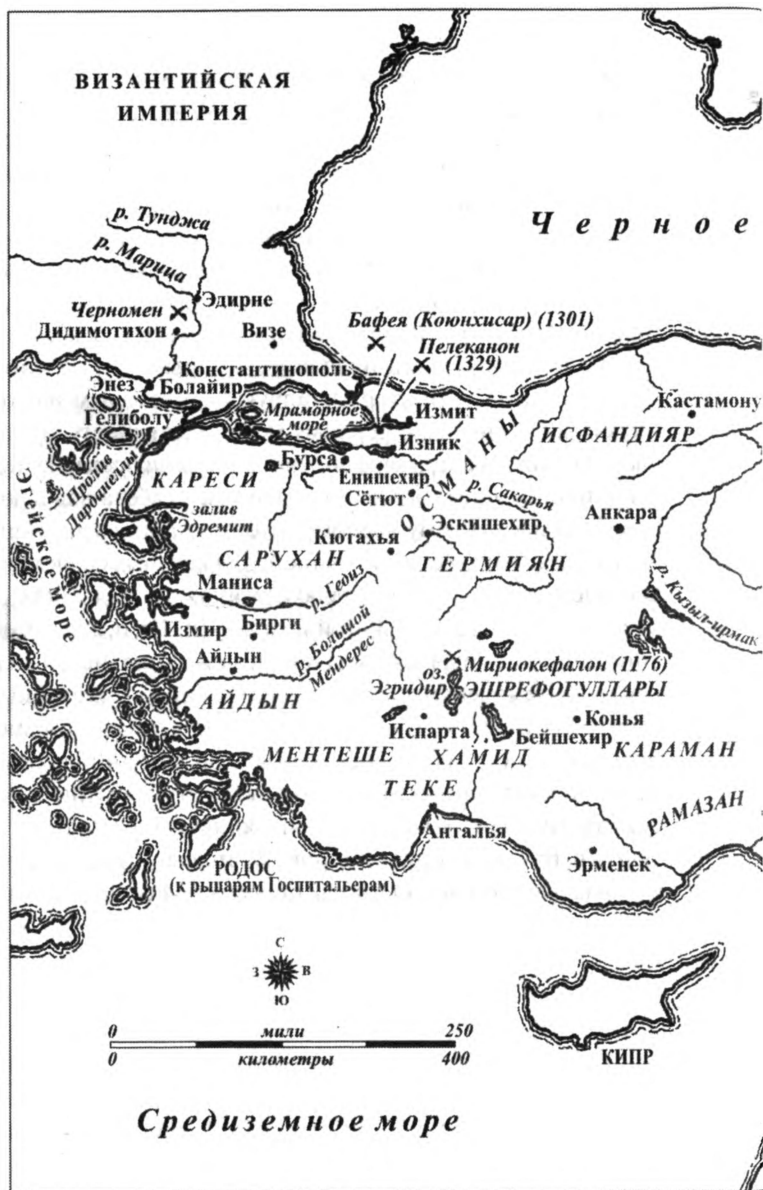 ВИЗАНТИЙСКАЯ
ИМПЕРИЯ
Черное
р. Тунджа
р. Марица
Эдирне
Черномен
Дидимотихон
Визе
Бафея (Коюнхисар) (1301)
Пелеканон
(1329)
Константинополь
Энез
Болайир
Гелиболу
Мраморное
море
Измит
Изник
Кастамону
ИСФАНДИЯР
Пролив
Дарданеллы
Эгейское море
КАРЕСИ
Бурса
Енишехир
Сёгют
ОСМАНЫ
р. Сакарья
залив
Эдремит
Эскишехир
Анкара
Кютахья
САРУХАН
ГЕРМИЯН
Маниса
р. Гедиз
р. Кызыл-ирмак
Измир
Бирги
р. Большой
Мендерес
Айдын
АЙДЫН
оз.
Эгридир
Мириокефалон (1176)
ЭШРЕФОГУЛЛАРЫ
Испарта
Конья
Бейшехир
МЕНТЕШЕ
ХАМИД
КАРАМАН
ТЕКЕ
Анталья
РАМАЗАН
Эрменек
РОДОС
(к рыцарям Госпитальерам)
С
З В
Ю
0 мили 250
0 километры 400
КИПР
Средиземное море